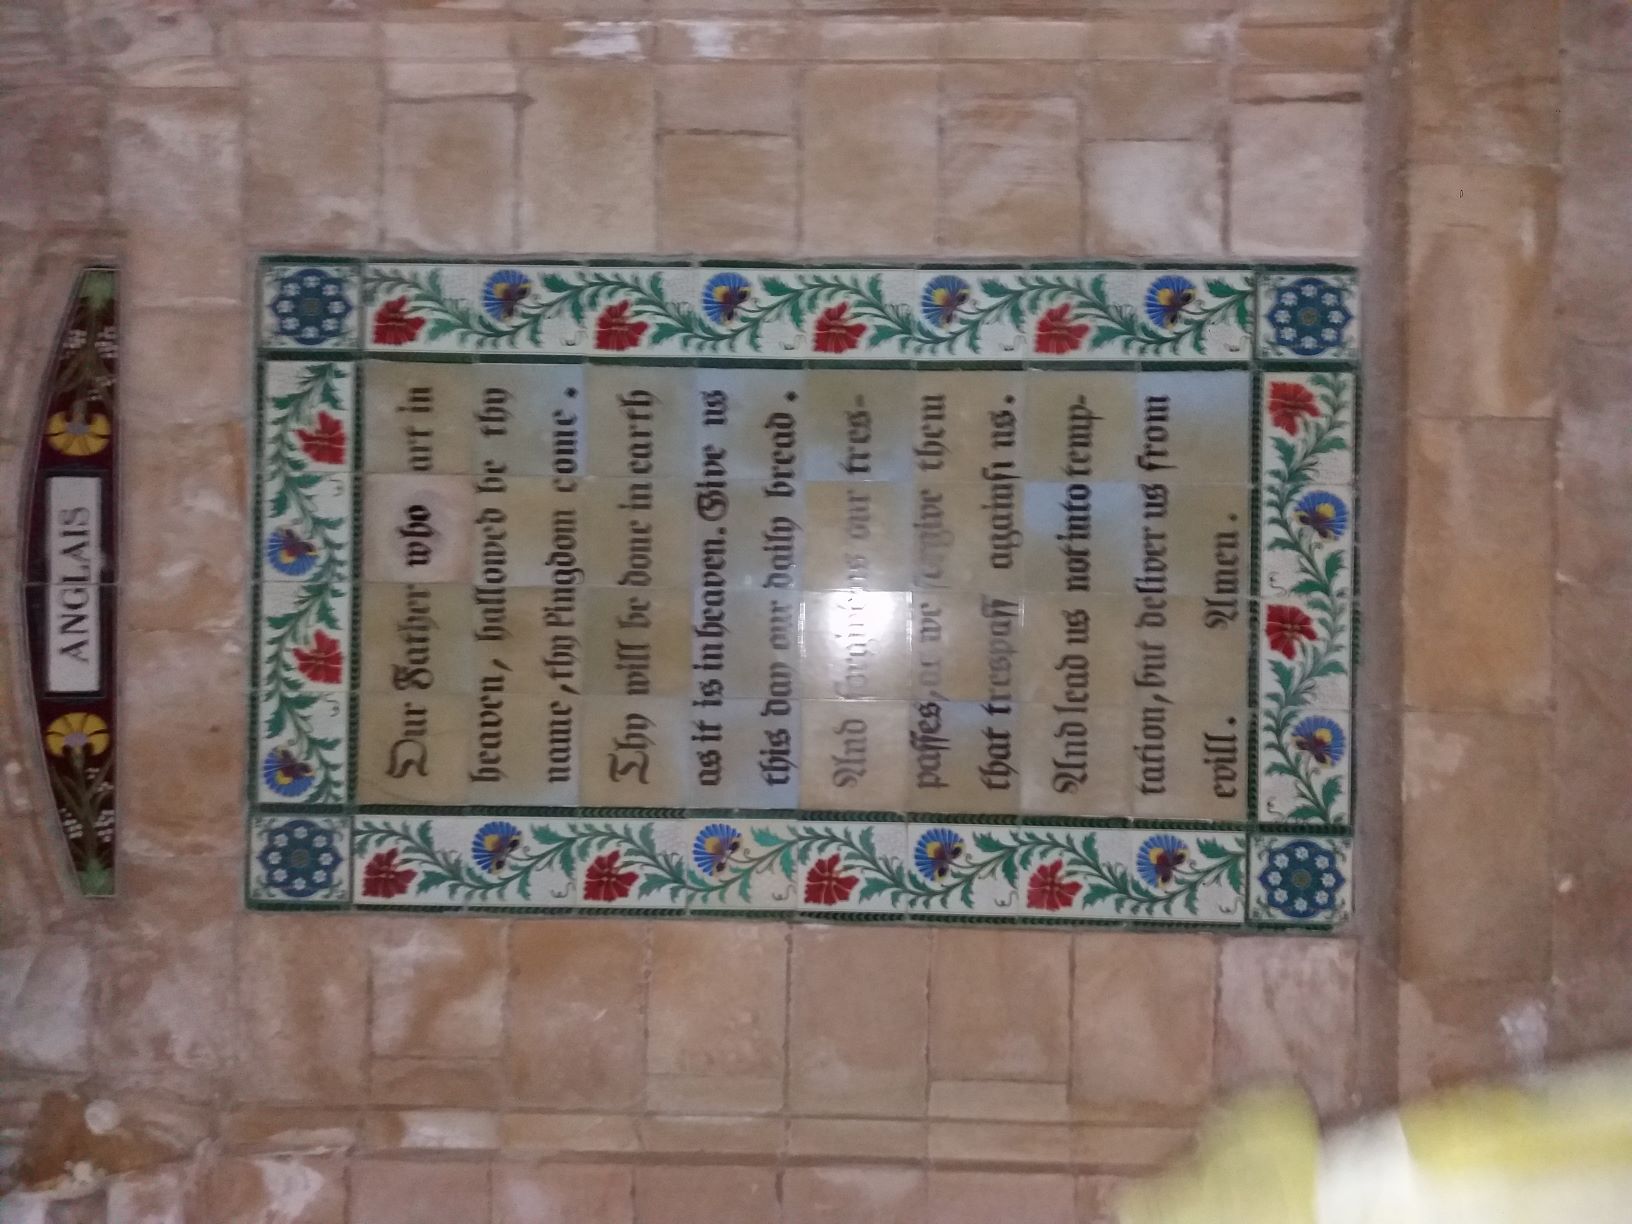 ANGLAIS
Our Father who art in
heaven, hallowed be thy
name, thy Kingdom come.
Thy will be done in earth
as it is in heaven. Give us
this day our daily bread.
And forgive us our tres-
passes, as we forgive them
that trespass against us.
And lead us not into temp-
tation, but deliver us from
evill. Amen.